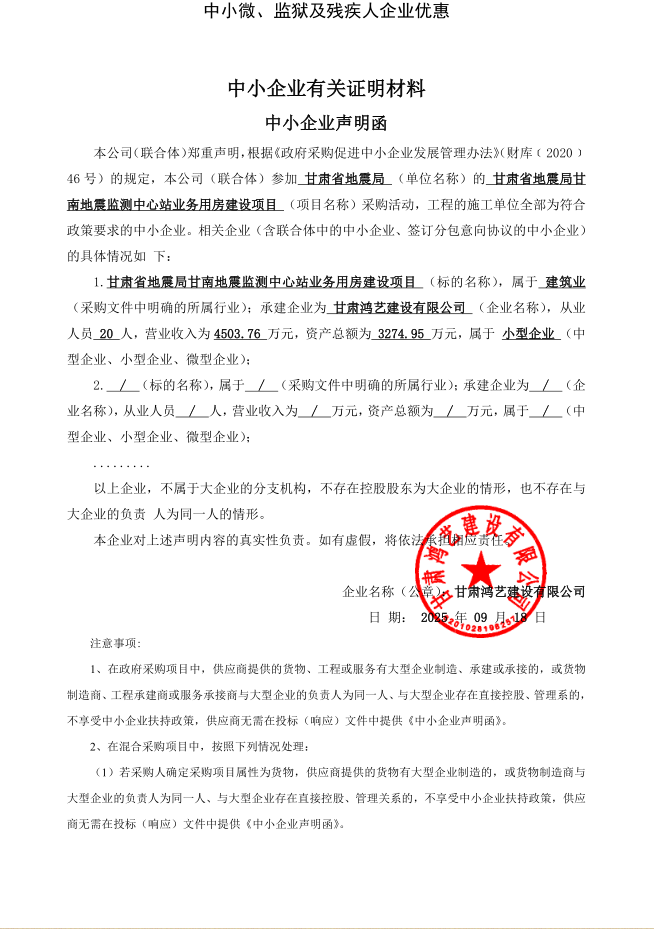 中小微、监狱及残疾人企业优惠
中小企业有关证明材料
中小企业声明函
本公司(联合体)郑重声明,根据《政府采购促进中小企业发展管理办法》(财库﹙2020﹚
46 号)的规定,本公司(联合体)参加 甘肃省地震局 (单位名称)的 甘肃省地震局甘
南地震监测中心站业务用房建设项目 (项目名称)采购活动,工程的施工单位全部为符合
政策要求的中小企业。相关企业(含联合体中的中小企业、签订分包意向协议的中小企业)
的具体情况如 下:
1.甘肃省地震局甘南地震监测中心站业务用房建设项目 (标的名称),属于 建筑业
(采购文件中明确的所属行业);承建企业为 甘肃鸿艺建设有限公司 (企业名称),从业
人员 20 人,营业收入为 4503.76 万元,资产总额为 3274.95 万元,属于 小型企业 (中
型企业、小型企业、微型企业);
2. / (标的名称),属于 / (采购文件中明确的所属行业);承建企业为 / (企
业名称),从业人员 / 人,营业收入为 / 万元,资产总额为 / 万元,属于 / (中
型企业、小型企业、微型企业);
.........
以上企业,不属于大企业的分支机构,不存在控股股东为大企业的情形,也不存在与
大企业的负责 人为同一人的情形。
本企业对上述声明内容的真实性负责。如有虚假,将依法承担相应责任。
企业名称(公章):甘肃鸿艺建设有限公司
日 期: 2025 年 09 月 18 日
甘肃鸿艺建设有限公司
注意事项:
1、在政府采购项目中,供应商提供的货物、工程或服务有大型企业制造、承建或承接的,或货物
制造商、工程承建商或服务承接商与大型企业的负责人为同一人、与大型企业存在直接控股、管理系的,
不享受中小企业扶持政策,供应商无需在投标(响应)文件中提供《中小企业声明函》。
2、在混合采购项目中,按照下列情况处理:
(1)若采购人确定采购项目属性为货物,供应商提供的货物有大型企业制造的,或货物制造商与
大型企业的负责人为同一人、与大型企业存在直接控股、管理关系的,不享受中小企业扶持政策,供应
商无需在投标(响应)文件中提供《中小企业声明函》。